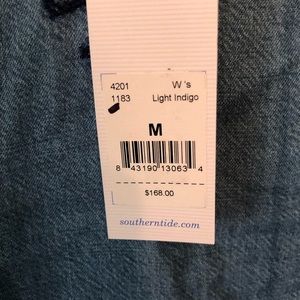 4201 W's
1183 Light Indigo
M
8 43190 13063 4
$168.00
southerntide.com